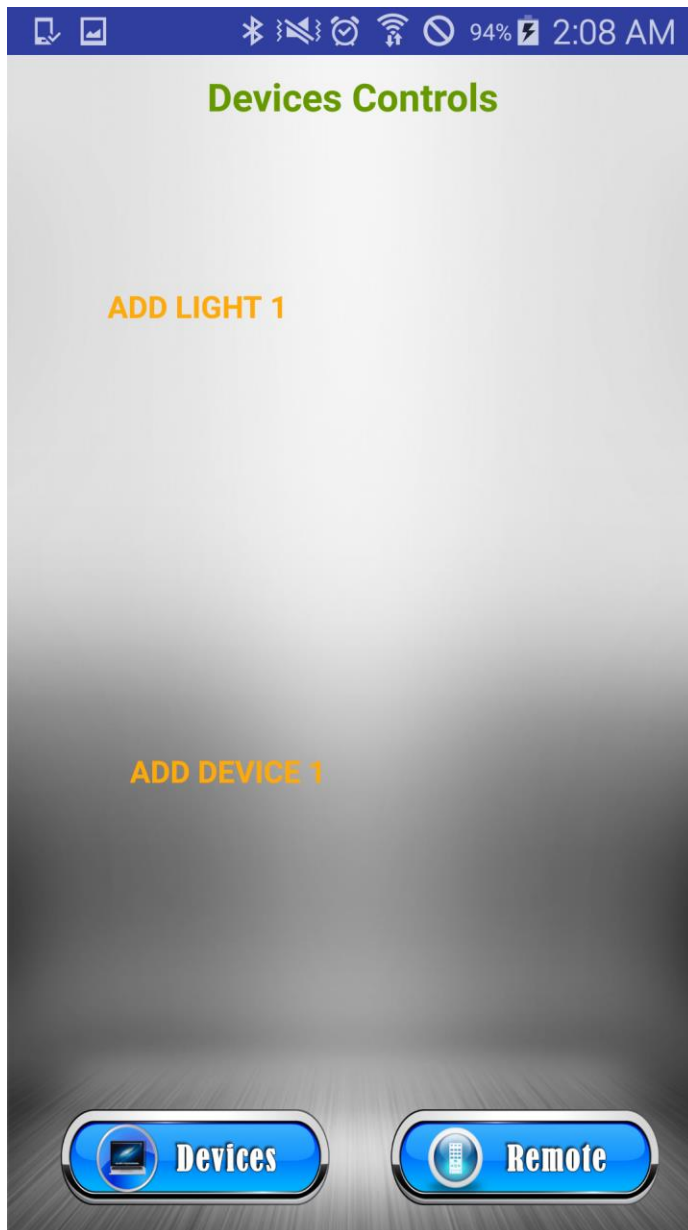 94% 2:08 AM
Devices Controls
ADD LIGHT 1
ADD DEVICE 1
Devices Remote